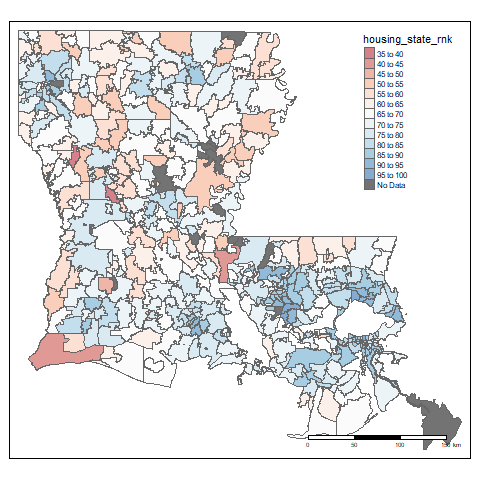 housing_state_rnk
35 to 40
40 to 45
45 to 50
50 to 55
55 to 60
60 to 65
65 to 70
70 to 75
75 to 80
80 to 85
85 to 90
90 to 95
95 to 100
No Data
0 50 100 150 km